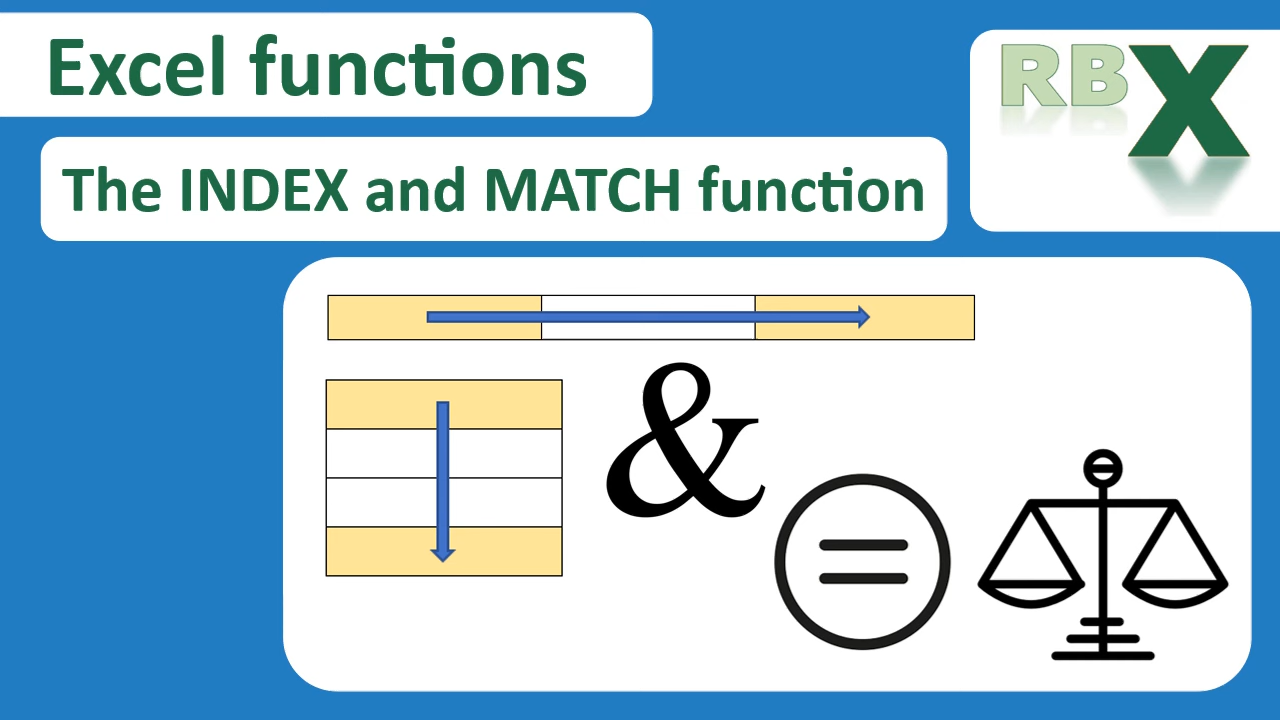 Excel functions
RBX
The INDEX and MATCH function
&
=